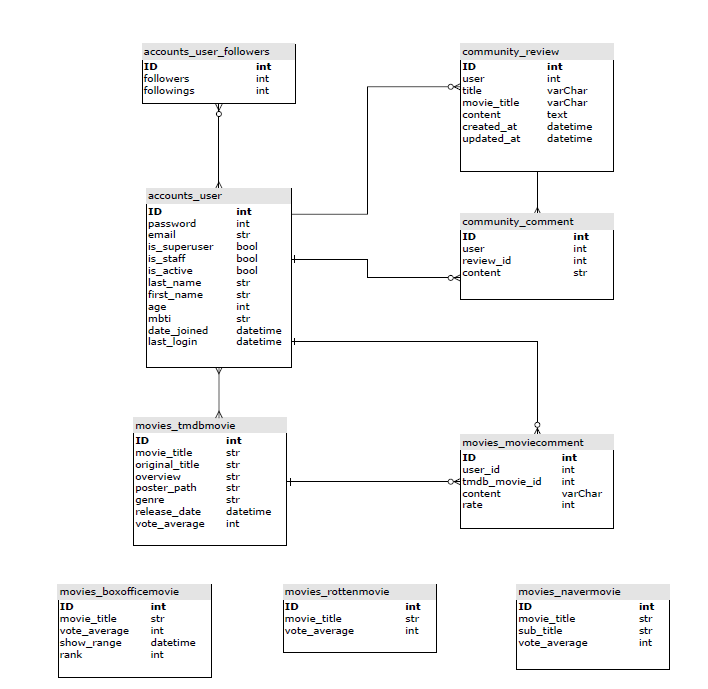 accounts_user_followers
ID int
followers int
followings int
community_review
ID int
user int
title varChar
movie_title varChar
content text
created_at datetime
updated_at datetime
accounts_user
ID int
password int
email str
is_superuser bool
is_staff bool
is_active bool
last_name str
first_name str
age int
mbti str
date_joined datetime
last_login datetime
community_comment
ID int
user int
review_id int
content str
movies_tmdbmovie
ID int
movie_title str
original_title str
overview str
poster_path str
genre str
release_date datetime
vote_average int
movies_moviecomment
ID int
user_id int
tmdb_movie_id int
content varChar
rate int
movies_boxofficemovie
ID int
movie_title str
vote_average int
show_range datetime
rank int
movies_rottenmovie
ID int
movie_title str
vote_average int
movies_navermovie
ID int
movie_title str
sub_title str
vote_average int